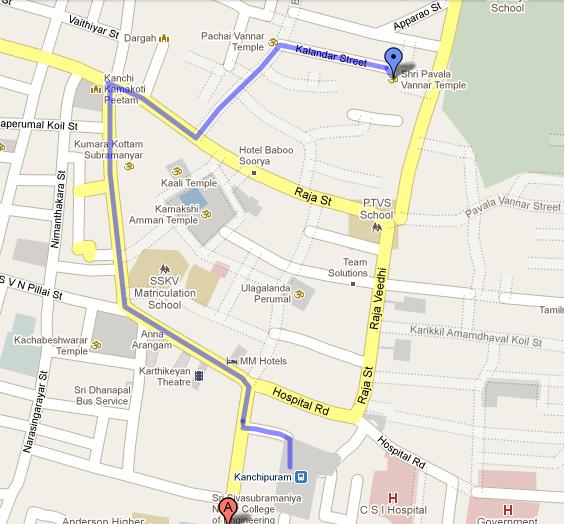 Apparao St
School
Vaithiyar St
Pachai Vannar
Temple
Dargah
Kalandar Street
Shri Pavala
Vannar Temple
Kanchi
Kamakoti
Peetam
aperumal Koil St
Kumara Kottam
Subramanyar
Hotel Baboo
Soorya
Kaali Temple
Raja St
Nimanthakara St
Kamakshi
Amman Temple
PTVS
School
Pavala Vannar Street
Team
Solutions
SSKV
Matriculation
School
Ulagalanda
Perumal
Raja Veedhi
S V N Pillai St
Tamil
Karikkil Amamdhaval Koil St
Anna
Arangam
Kachabeshwarar
Temple
MM Hotels
Karthikeyan
Theatre
Sri Dhanapal
Bus Service
Raja St
Hospital Rd
Narasingarayar St
Hospital Rd
Kanchipuram
A
Sri Sivasubramaniya
College
of Engineering
H
C S I Hospital
H
Government
Anderson Higher